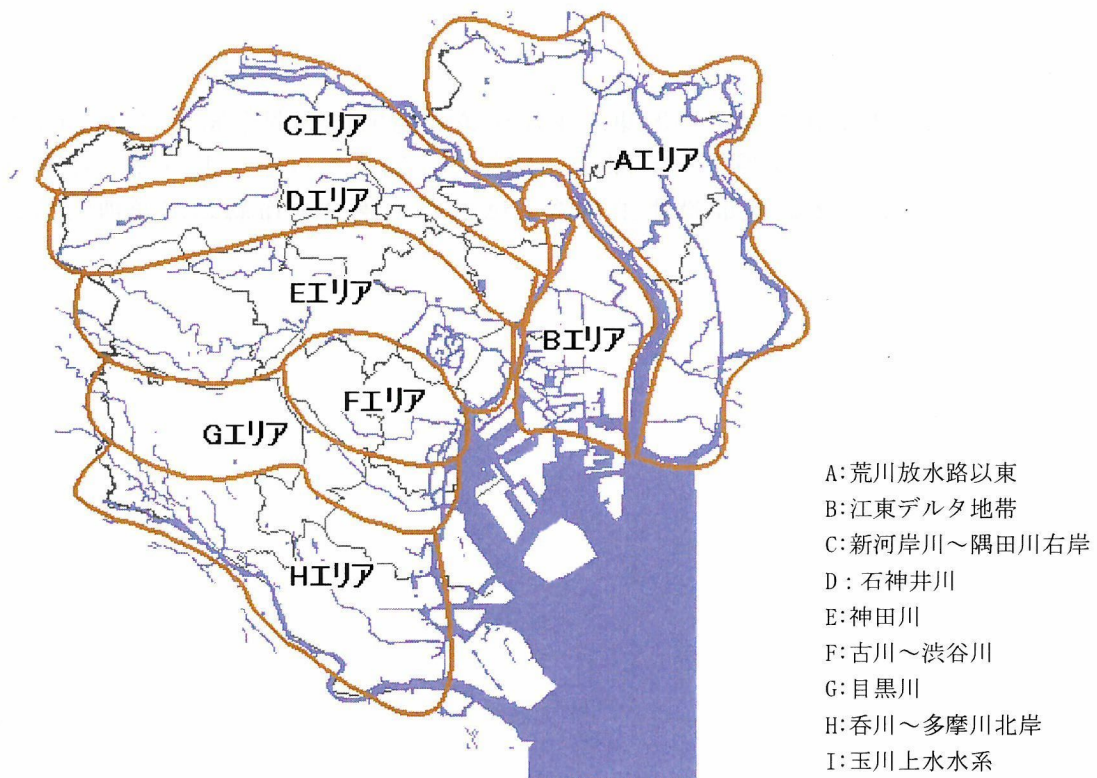 Cエリア
Aエリア
Dエリア
Eエリア
Bエリア
Fエリア
Gエリア
Hエリア
A:荒川放水路以東
B:江東デルタ地帯
C:新河岸川～隅田川右岸
D:石神井川
E:神田川
F:古川～渋谷川
G:目黒川
H:呑川～多摩川北岸
I:玉川上水水系